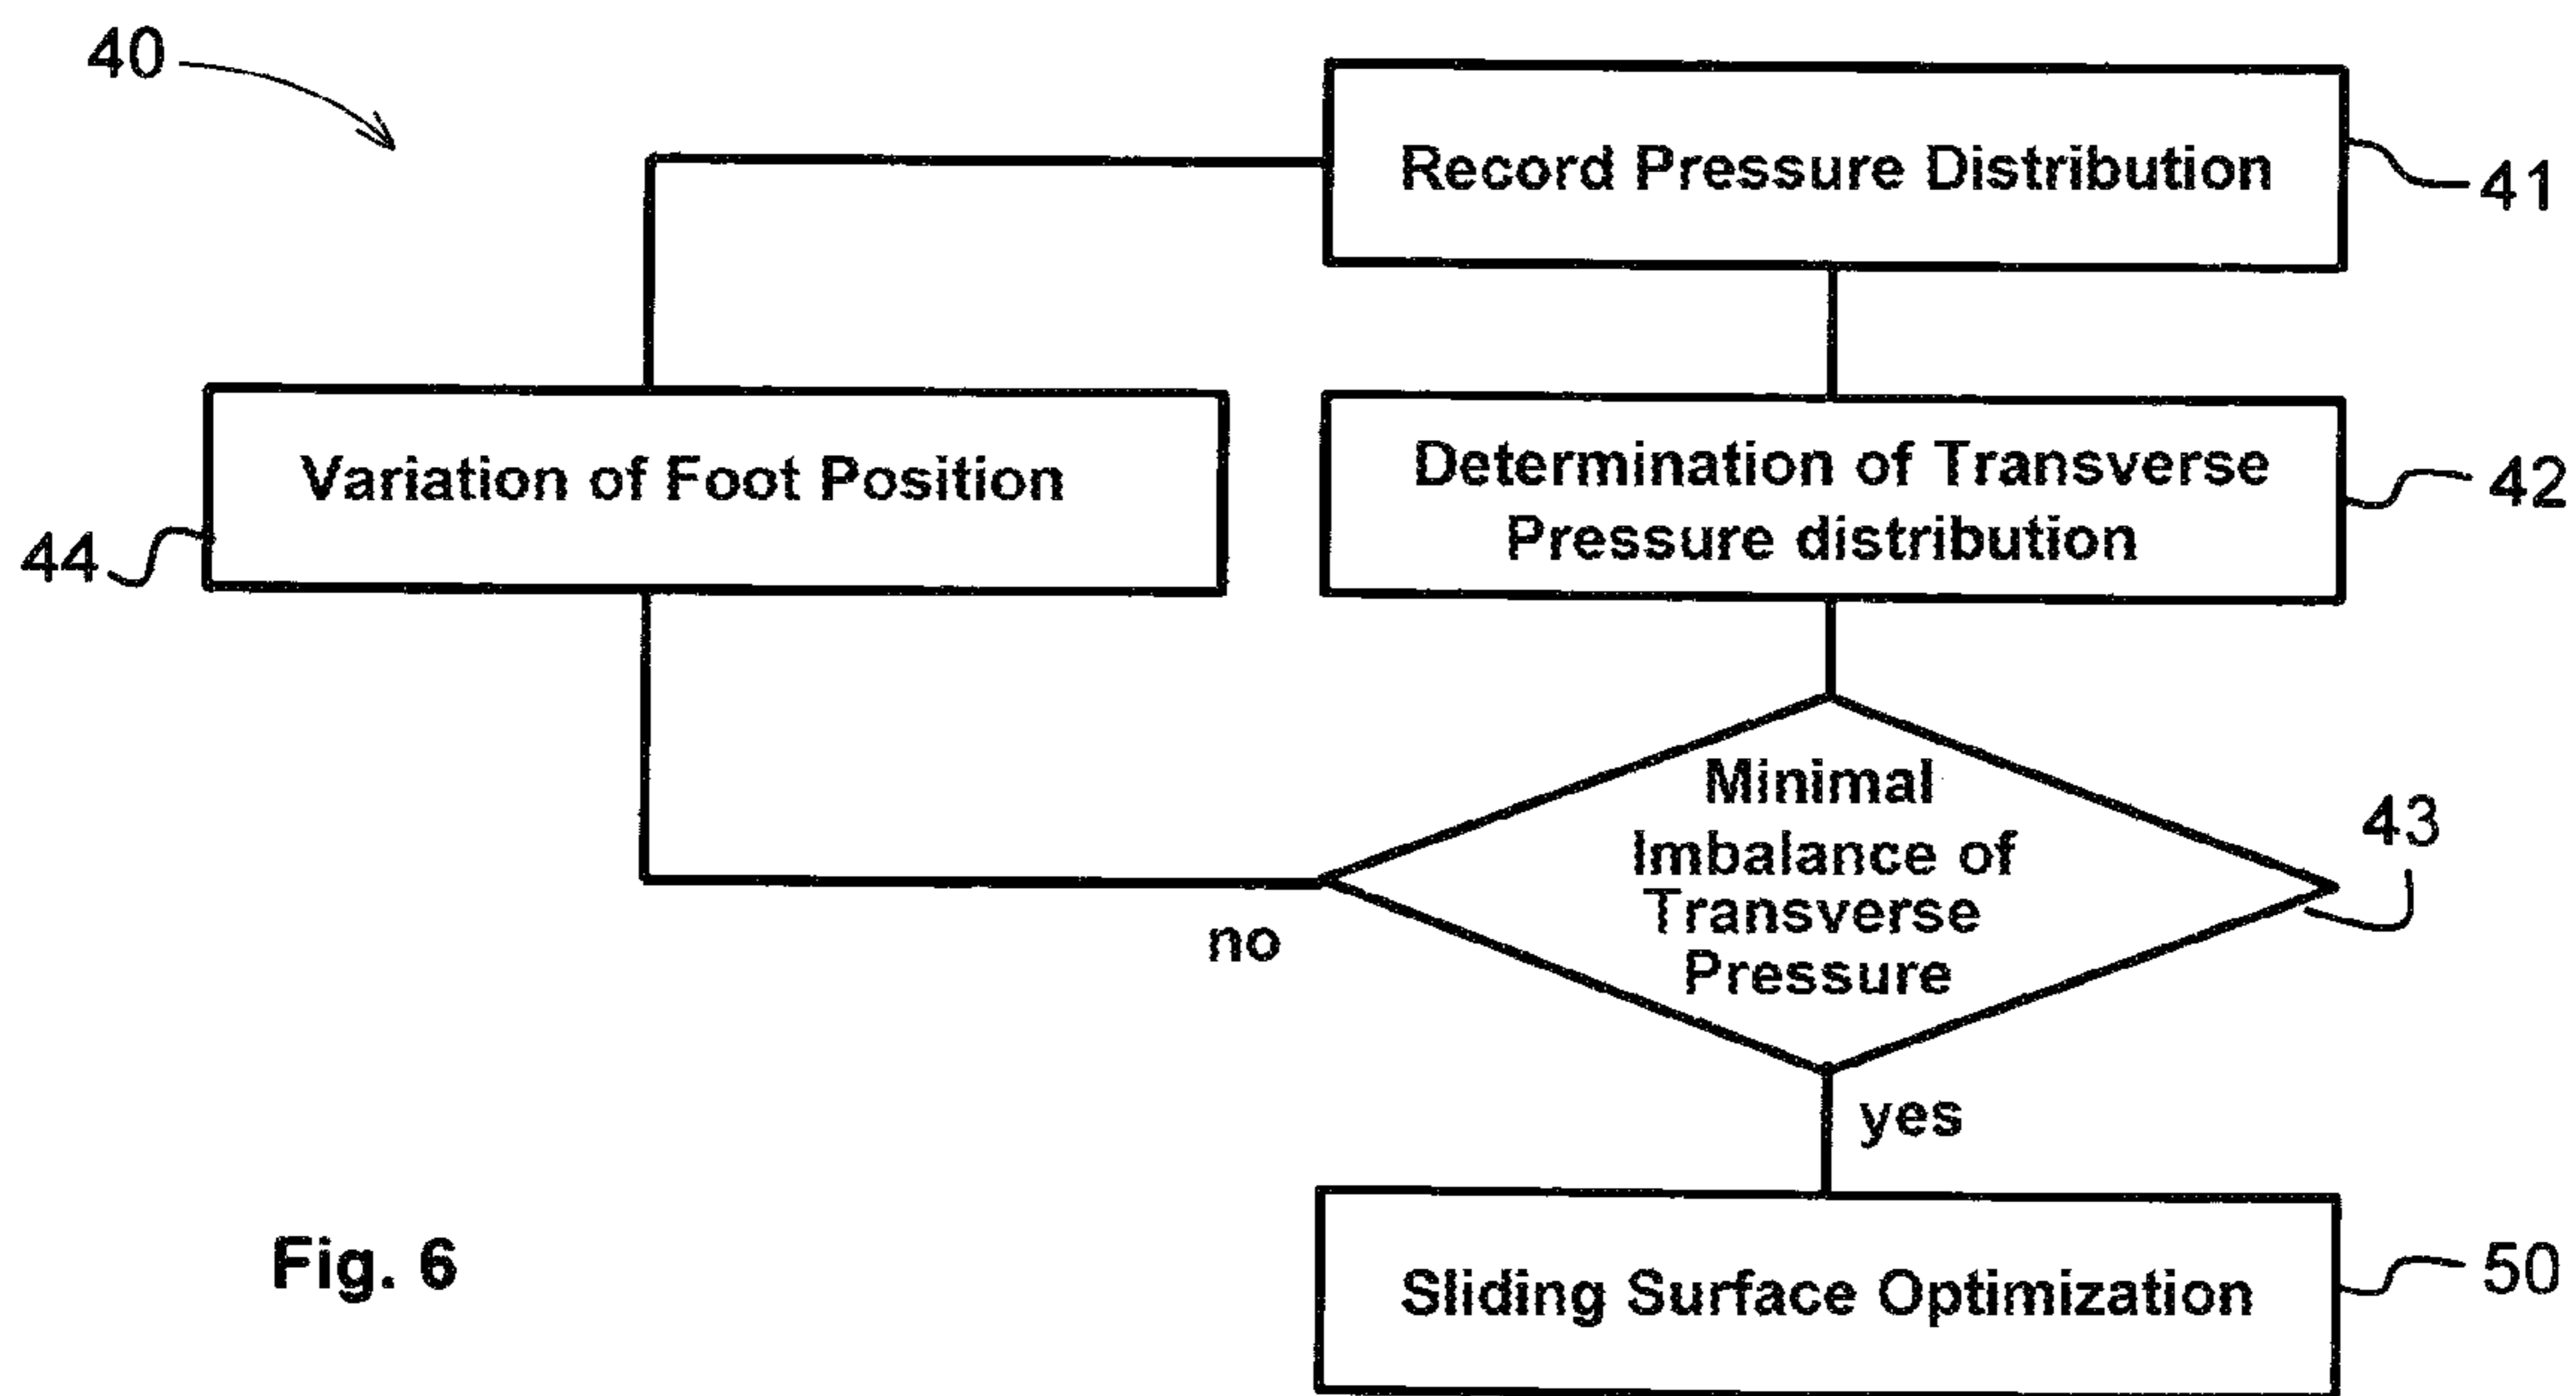 40
Record Pressure Distribution
41
Variation of Foot Position
44
Determination of Transverse
Pressure distribution
42
Minimal
Imbalance of
Transverse
Pressure
43
no
yes
Sliding Surface Optimization
50
Fig. 6